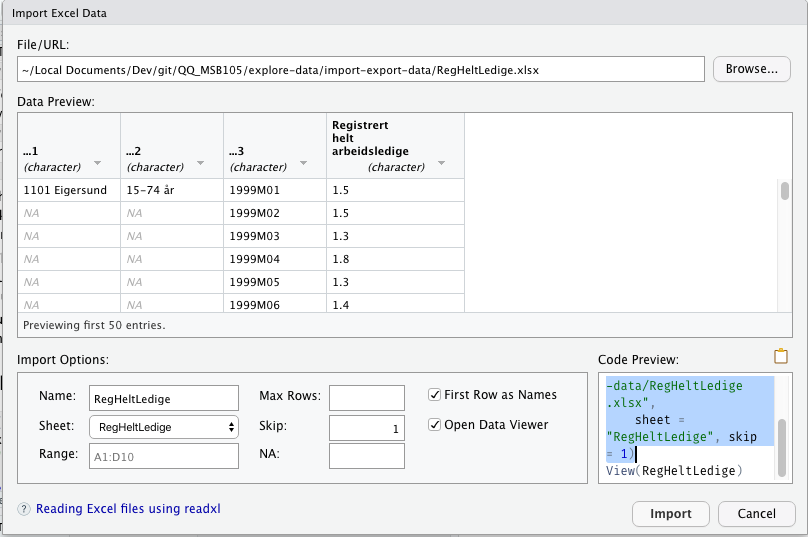 Import Excel Data
File/URL:
~/Local Documents/Dev/git/QQ_MSB105/explore-data/import-export-data/RegHeltLedige.xlsx
Browse...
Data Preview:
...1
(character)
...2
(character)
...3
(character)
Registrert
helt
arbeidsledige
(character)
1101 Eigersund 15-74 år 1999M01 1.5
NA NA 1999M02 1.5
NA NA 1999M03 1.3
NA NA 1999M04 1.8
NA NA 1999M05 1.3
NA NA 1999M06 1.4
Previewing first 50 entries.
Import Options:
Name: RegHeltLedige
Sheet: RegHeltLedige
Range: A1:D10
Max Rows:
Skip: 1
NA:
First Row as Names
Open Data Viewer
Code Preview:
-data/RegHeltLedige
.xlsx",
sheet =
"RegHeltLedige", skip
= 1)
View(RegHeltLedige)
? Reading Excel files using readxl
Import
Cancel